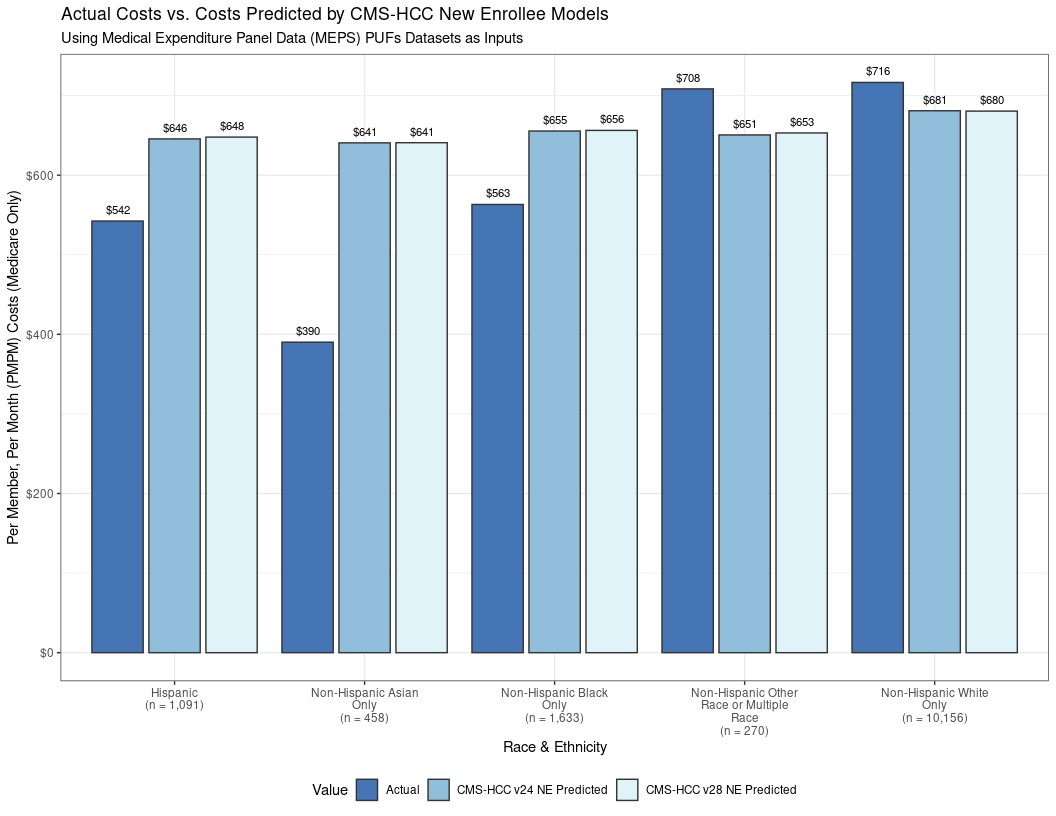 Actual Costs vs. Costs Predicted by CMS-HCC New Enrollee Models
Using Medical Expenditure Panel Data (MEPS) PUFs Datasets as Inputs
Per Member, Per Month (PMPM) Costs (Medicare Only)
$600
$400
$200
$0
$542
$646
$648
$390
$641
$641
$563
$655
$656
$708
$651
$653
$716
$681
$680
Hispanic
(n = 1,091)
Non-Hispanic Asian
Only
(n = 458)
Non-Hispanic Black
Only
(n = 1,633)
Non-Hispanic Other
Race or Multiple
Race
(n = 270)
Non-Hispanic White
Only
(n = 10,156)
Race & Ethnicity
Value
Actual
CMS-HCC v24 NE Predicted
CMS-HCC v28 NE Predicted